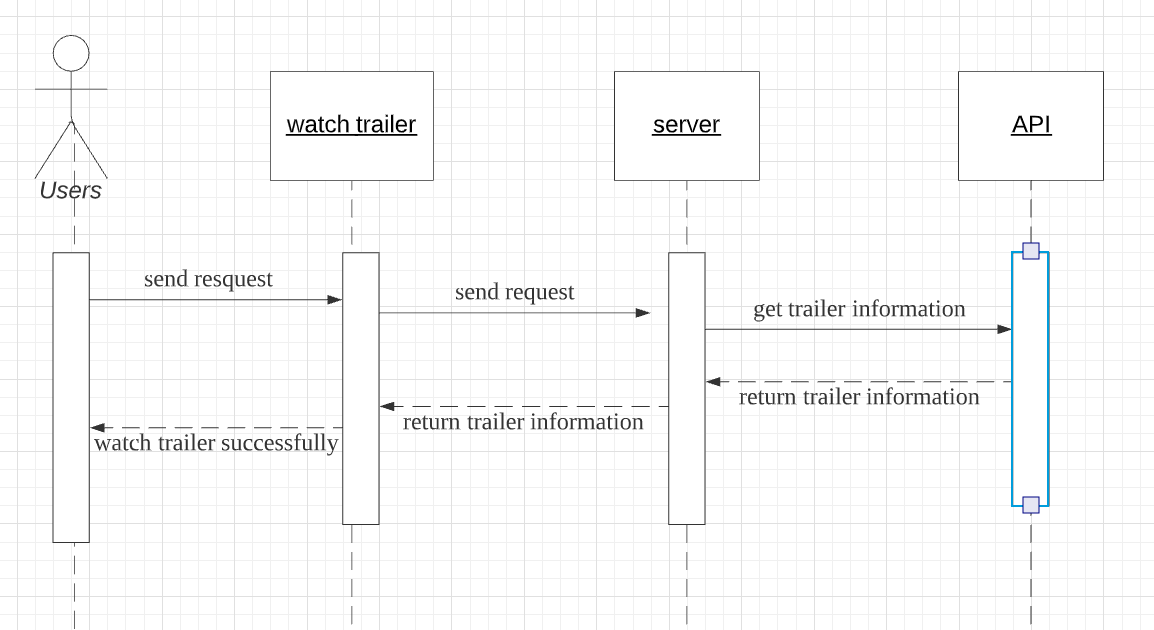 Users
watch trailer
server
API
send resquest
send request
get trailer information
return trailer information
return trailer information
watch trailer successfully